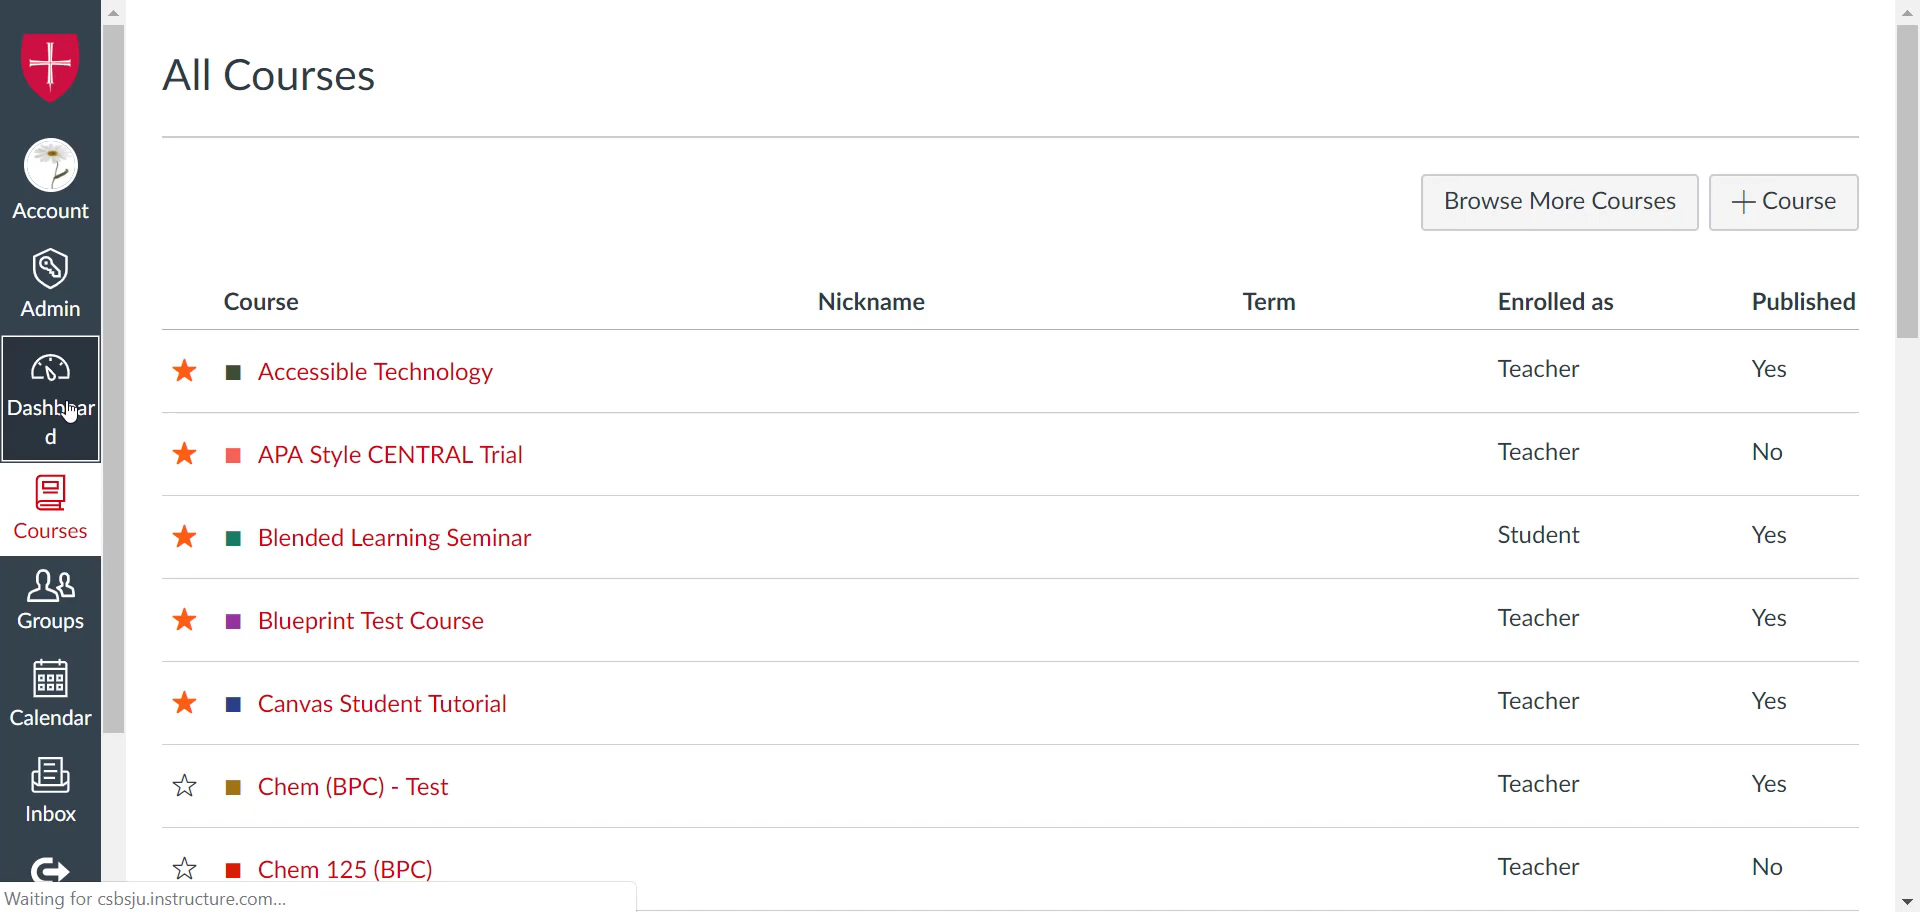 All Courses
Account
Browse More Courses
Course
Admin
Course Nickname Term Enrolled as Published
Accessible Technology Teacher Yes
d
APA Style CENTRAL Trial Teacher No
Courses
Blended Learning Seminar Student Yes
Groups
Blueprint Test Course Teacher Yes
Calendar
Canvas Student Tutorial Teacher Yes
Inbox
Chem (BPC) - Test Teacher Yes
Chem 125 (BPC) Teacher No
Waiting for csbsju.instructure.com...